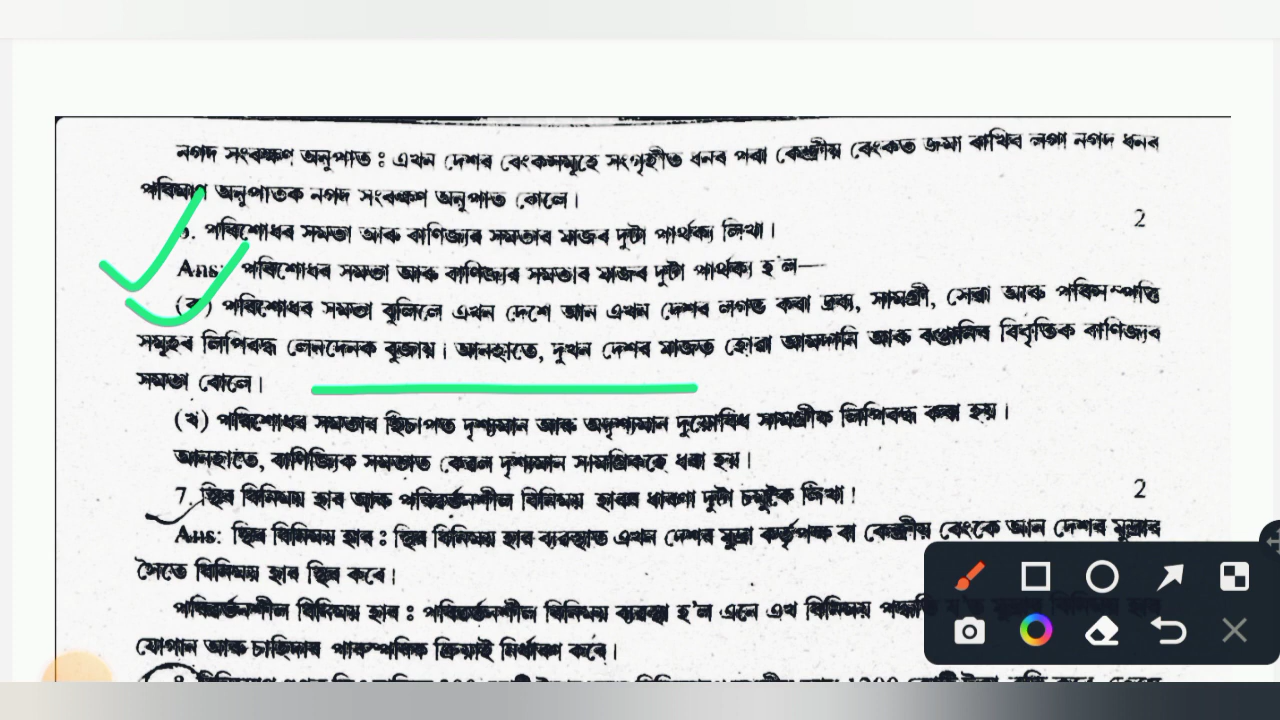 নগদ সংৰক্ষণ অনুপাত : এখন দেশৰ বেংকসমূহে সংগৃহীত ধনৰ পৰা কেন্দ্ৰীয় বেংকত জমা ৰাখিব লগা নগদ ধনৰ
পৰিমাণ অনুপাতক নগদ সংৰক্ষণ অনুপাত বোলে।
পৰিশোধৰ সমতা আৰু বাণিজ্যৰ সমতাৰ মাজৰ দুটা পাৰ্থক্য লিখা। 2
Ans: পৰিশোধৰ সমতা আৰু বাণিজ্যৰ সমতাৰ মাজৰ দুটা পাৰ্থক্য হ'ল—
পৰিশোধৰ সমতা বুলিলে এখন দেশে আন এখন দেশৰ লগত কৰা দ্ৰব্য, সামগ্ৰী, সেৱা আৰু পৰিসম্পত্তি
সমূহৰ লিপিবদ্ধ লেনদেনক বুজায়। আনহাতে, দুখন দেশৰ মাজত হোৱা আমদানি আৰু ৰপ্তানিৰ বিবৃতিক বাণিজ্যৰ
সমতা বোলে।
(খ) পৰিশোধৰ সমতাৰ হিচাপত দৃশ্যমান আৰু অদৃশ্যমান দুয়োবিধ সামগ্ৰীক লিপিবদ্ধ কৰা হয়।
আনহাতে, বাণিজ্যিক সমতাত কেৱল দৃশ্যমান সামগ্ৰিকহে ধৰা হয়।
7. স্থিৰ বিনিময় হাৰ আৰু পৰিৱৰ্তনশীল বিনিময় হাৰৰ ধাৰণা দুটা চমুকৈ লিখা! 2
Ans: স্থিৰ বিনিময় হাৰ : স্থিৰ বিনিময় হাৰ ব্যৱস্থাত এখন দেশৰ মুদ্ৰা কৰ্তৃপক্ষ বা কেন্দ্ৰীয় বেংকে আন দেশৰ মুদ্ৰাৰ
সৈতে বিনিময় হাৰ স্থিৰ কৰে।
পৰিৱৰ্তনশীল বিনিময় হাৰ : পৰিৱৰ্তনশীল বিনিময় ব্যৱস্থা হ'ল এনে এখ বিনিময় পদ্ধতি য'ত মুদ্ৰাৰ বিনিময় হাৰ
যোগান আৰু চাহিদাৰ পাৰস্পৰিক ক্ৰিয়াই নিৰ্ধাৰণ কৰে।